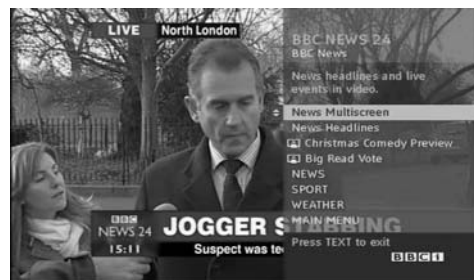 LIVE North London
BBC NEWS 24
BBC News
News headlines and live
events in video.
News Multiscreen
News Headlines
Christmas Comedy Preview
Big Read Vote
NEWS
SPORT
WEATHER
MAIN MENU
Press TEXT to exit
BBC 1
BBC
NEWS 24
15:11
JOGGER STABBING
Suspect was